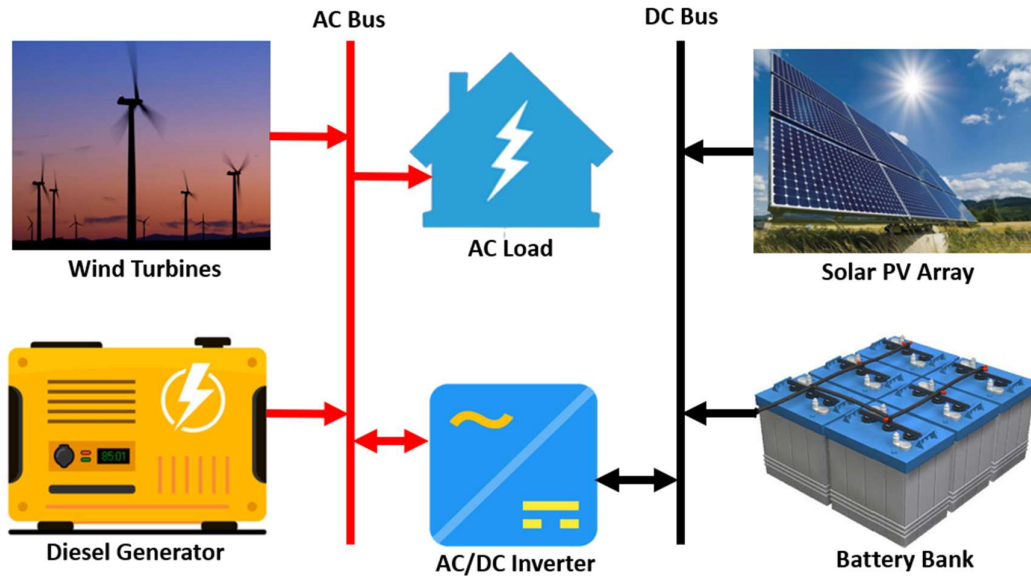 AC Bus
DC Bus
Wind Turbines
AC Load
Solar PV Array
85:01
Diesel Generator
AC/DC Inverter
Battery Bank